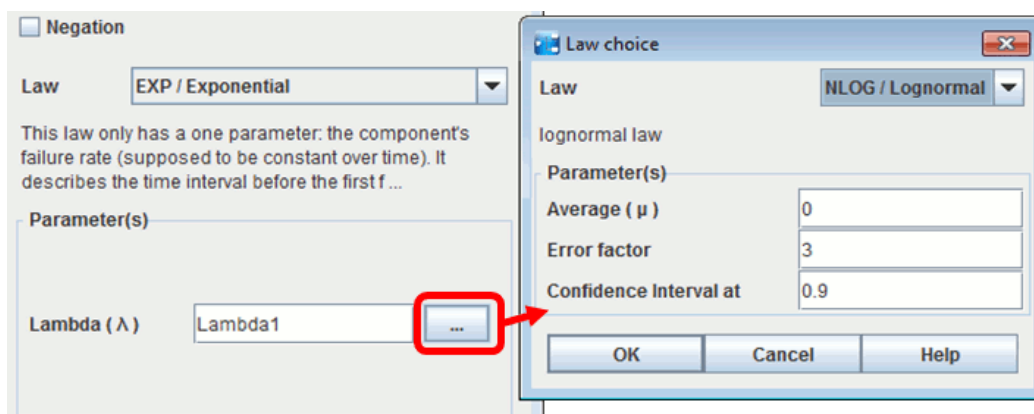 Negation
Law EXP / Exponential
This law only has a one parameter: the component's
failure rate (supposed to be constant over time). It
describes the time interval before the first f ...
Parameter(s)
Lambda ( λ ) Lambda1 ...
Law choice
Law NLOG / Lognormal
lognormal law
Parameter(s)
Average ( μ ) 0
Error factor 3
Confidence Interval at 0.9
OK Cancel Help